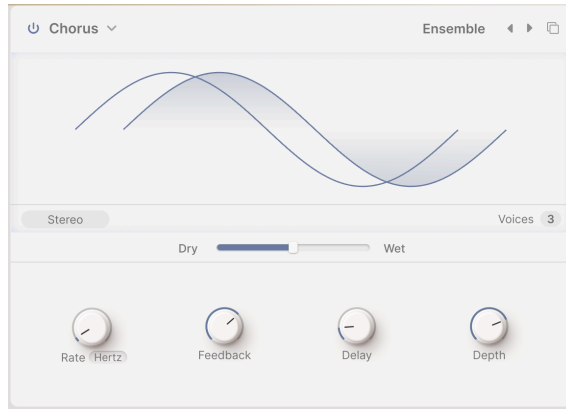 Chorus Ensemble
Stereo Voices 3
Dry Wet
Rate Hertz Feedback Delay Depth